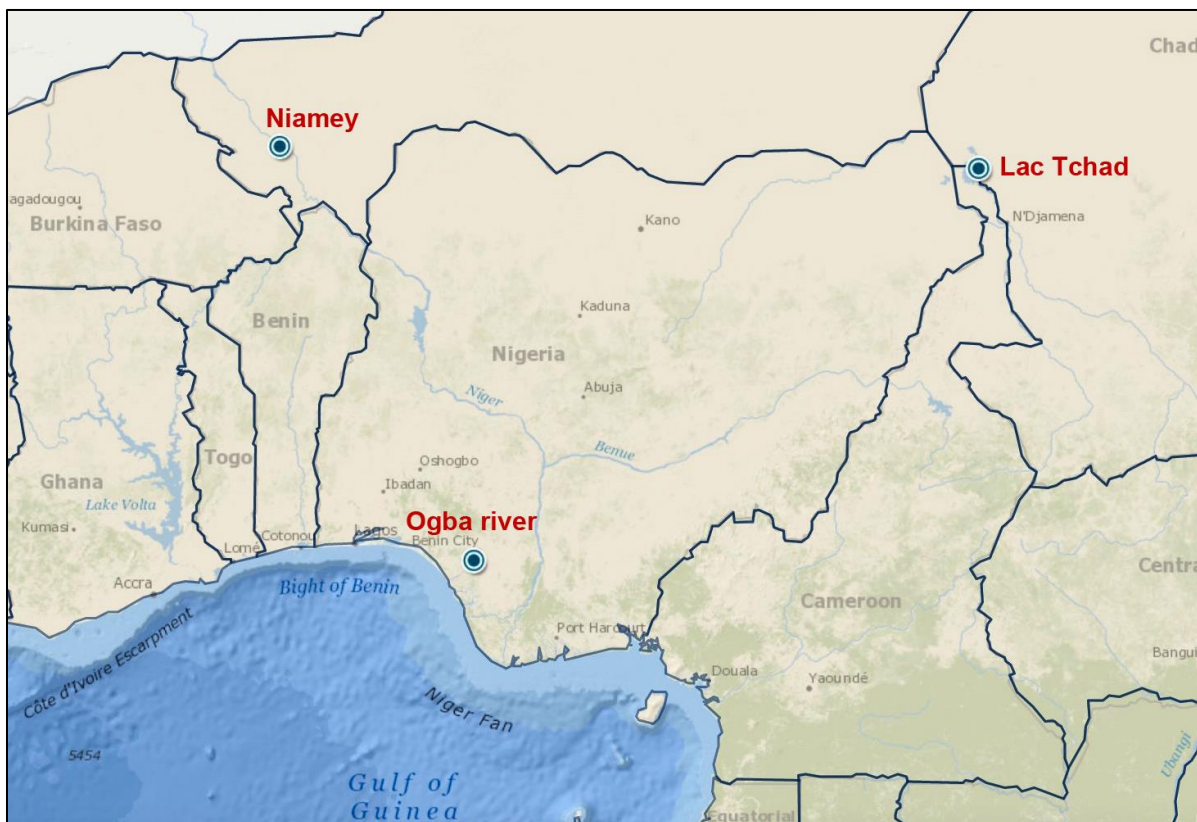 Chad
Niamey
Lac Tchad
agadougou
Burkina Faso
Kano
N'Djamena
Kaduna
Benin
Nigeria
Abuja
Niger
Benue
Oshogbo
Togo
Ghana
Ibadan
Lake Volta
Kumasi
Ogba river
Lagos
Benin City
Cotonou
Lomé
Accra
Bight of Benin
Centra
Cameroon
Port Harcourt
Côte d'Ivoire Escarpment
Bangui
Douala
Yaoundé
Niger Fan
5454
Ubangi
Gulf of
Guinea
Equatorial